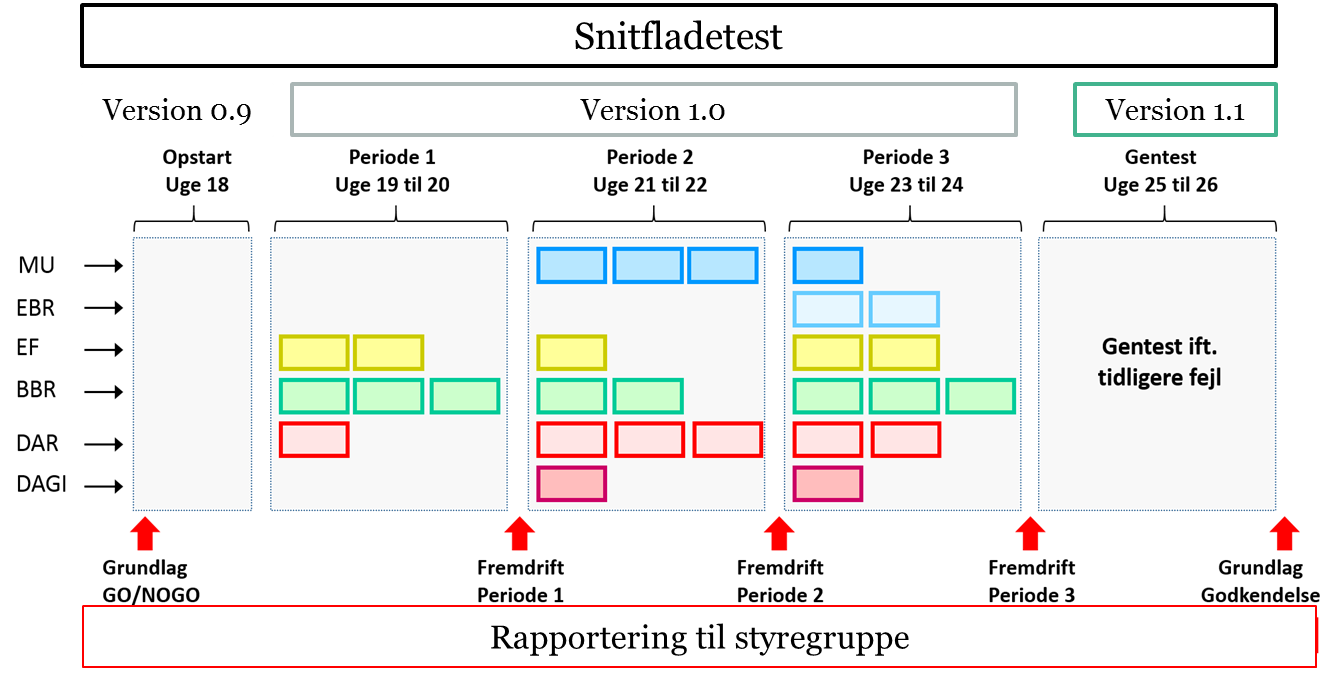 Snitfladetest
Version 0.9
Version 1.0
Version 1.1
Opstart
Uge 18
Periode 1
Uge 19 til 20
Periode 2
Uge 21 til 22
Periode 3
Uge 23 til 24
Gentest
Uge 25 til 26
MU
EBR
EF
BBR
DAR
DAGI
Gentest ift.
tidligere fejl
Grundlag
GO/NOGO
Fremdrift
Periode 1
Fremdrift
Periode 2
Fremdrift
Periode 3
Grundlag
Godkendelse
Rapportering til styregruppe